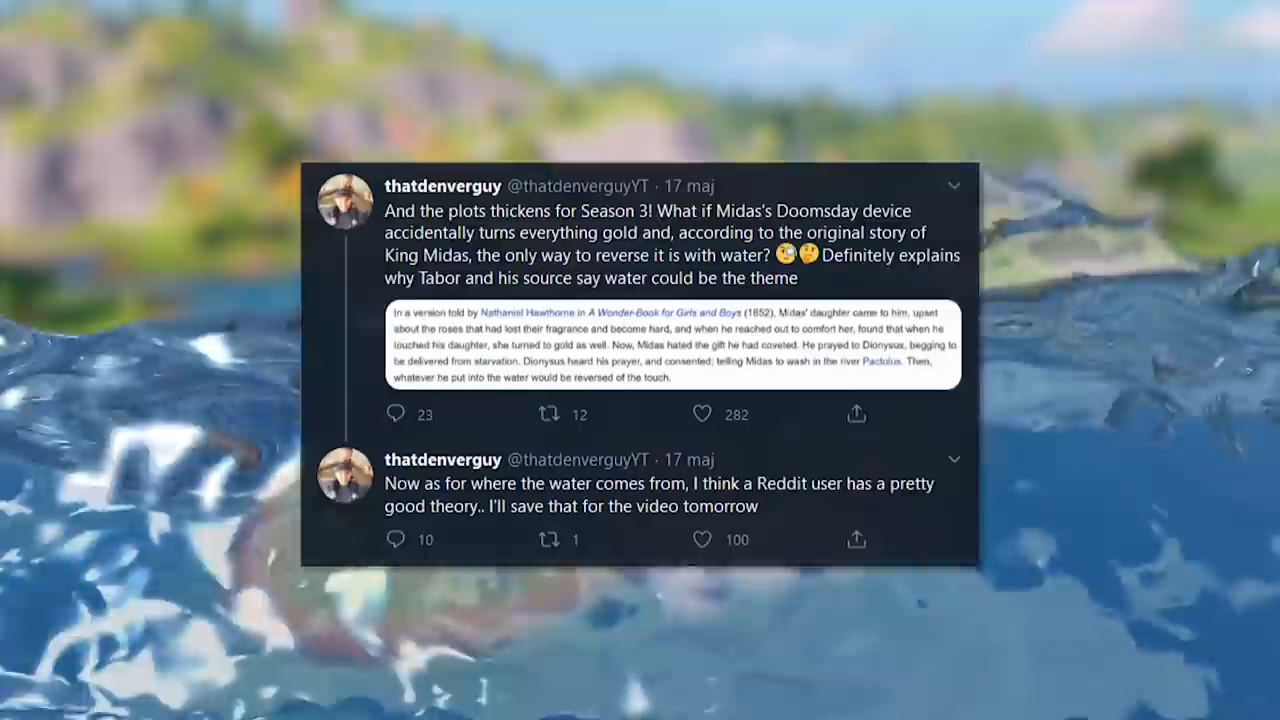 thatdenverguy @thatdenverguyYT · 17 maj
And the plots thickens for Season 3! What if Midas's Doomsday device
accidentally turns everything gold and, according to the original story of
King Midas, the only way to reverse it is with water? 🧐🤔 Definitely explains
why Tabor and his source say water could be the theme
In a version told by Nathaniel Hawthorne in A Wonder-Book for Girls and Boys (1852), Midas' daughter came to him, upset
about the roses that had lost their fragrance and become hard, and when he reached out to comfort her, found that when he
touched his daughter, she turned to gold as well. Now, Midas hated the gift he had coveted. He prayed to Dionysus, begging to
be delivered from starvation. Dionysus heard his prayer, and consented; telling Midas to wash in the river Pactolus. Then,
whatever he put into the water would be reversed of the touch.
23 12 282
thatdenverguy @thatdenverguyYT · 17 maj
Now as for where the water comes from, I think a Reddit user has a pretty
good theory.. I'll save that for the video tomorrow
10 1 100